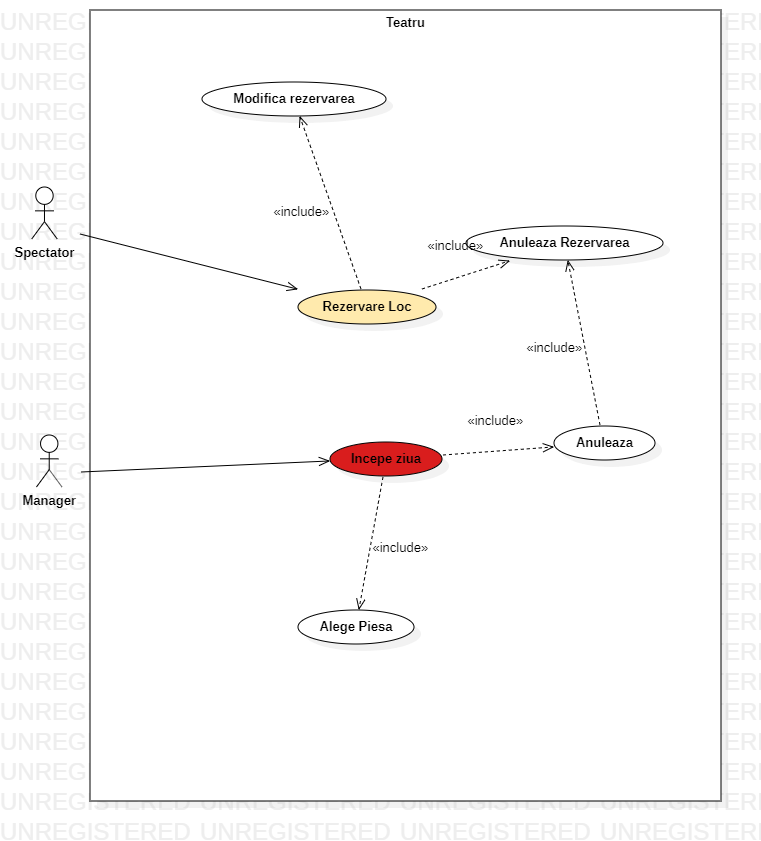 Teatru
Modifica rezervarea
«include»
Spectator
«include»
Anuleaza Rezervarea
Rezervare Loc
«include»
«include»
Anuleaza
Incepe ziua
Manager
«include»
Alege Piesa
UNREGISTERED UNREGISTERED UNREGISTERED UNREGISTERED